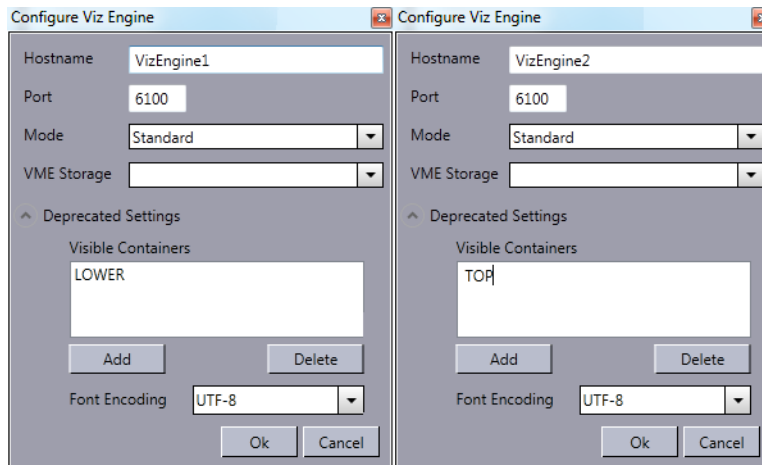 Configure Viz Engine
Hostname VizEngine1
Port 6100
Mode Standard
VME Storage
Deprecated Settings
Visible Containers
LOWER
Add Delete
Font Encoding UTF-8
Ok Cancel
Configure Viz Engine
Hostname VizEngine2
Port 6100
Mode Standard
VME Storage
Deprecated Settings
Visible Containers
TOP
Add Delete
Font Encoding UTF-8
Ok Cancel